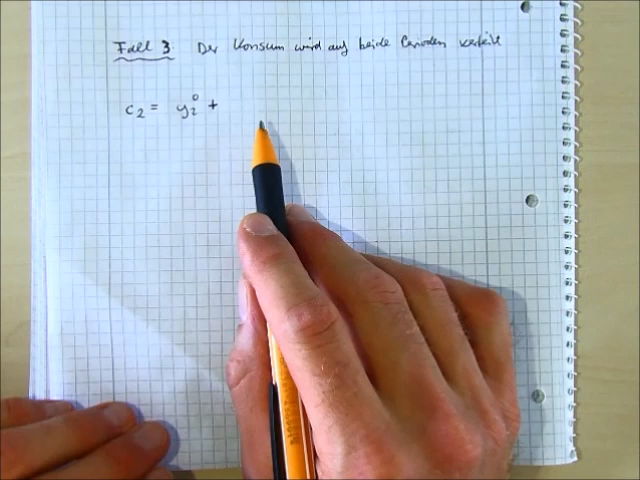 Fall 3: Der Konsum wird auf beide Perioden verteilt
c₂ = y₂⁰ +